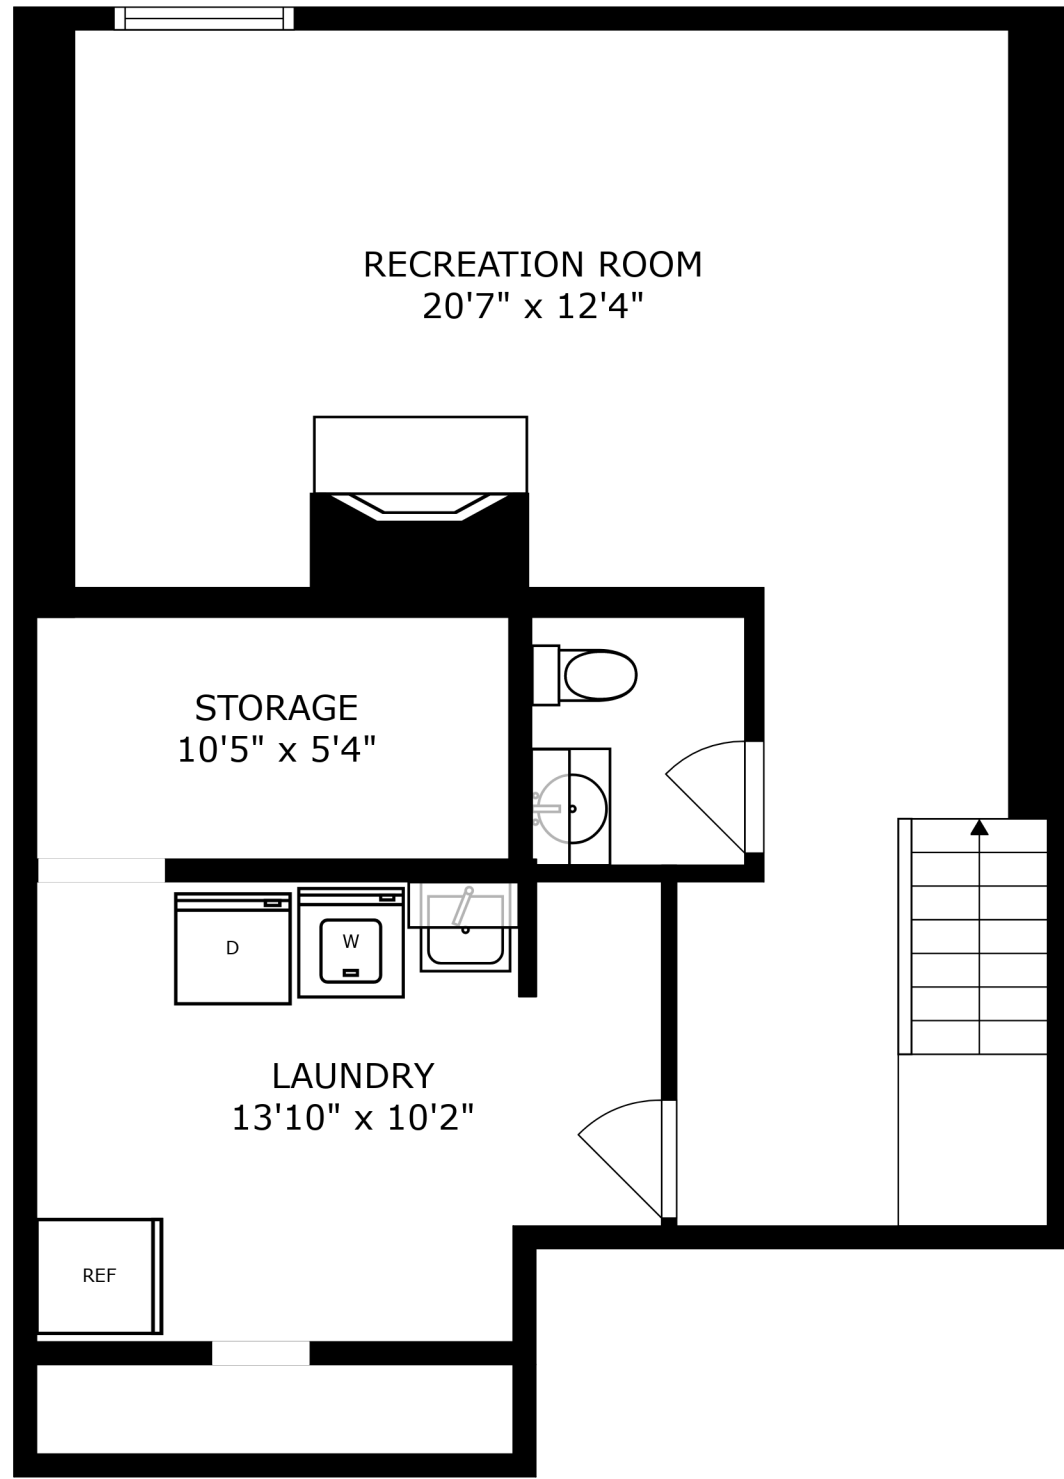 RECREATION ROOM
20'7" x 12'4"
STORAGE
10'5" x 5'4"
D
W
LAUNDRY
13'10" x 10'2"
REF